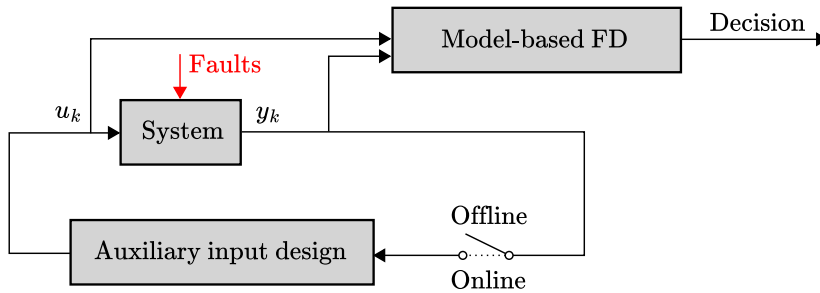 Decision
Model-based FD
Faults
u_k
y_k
System
Offline
Auxiliary input design
Online